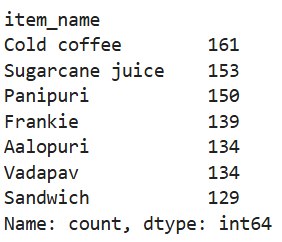 item_name
Cold coffee 161
Sugarcane juice 153
Panipuri 150
Frankie 139
Aalopuri 134
Vadapav 134
Sandwich 129
Name: count, dtype: int64